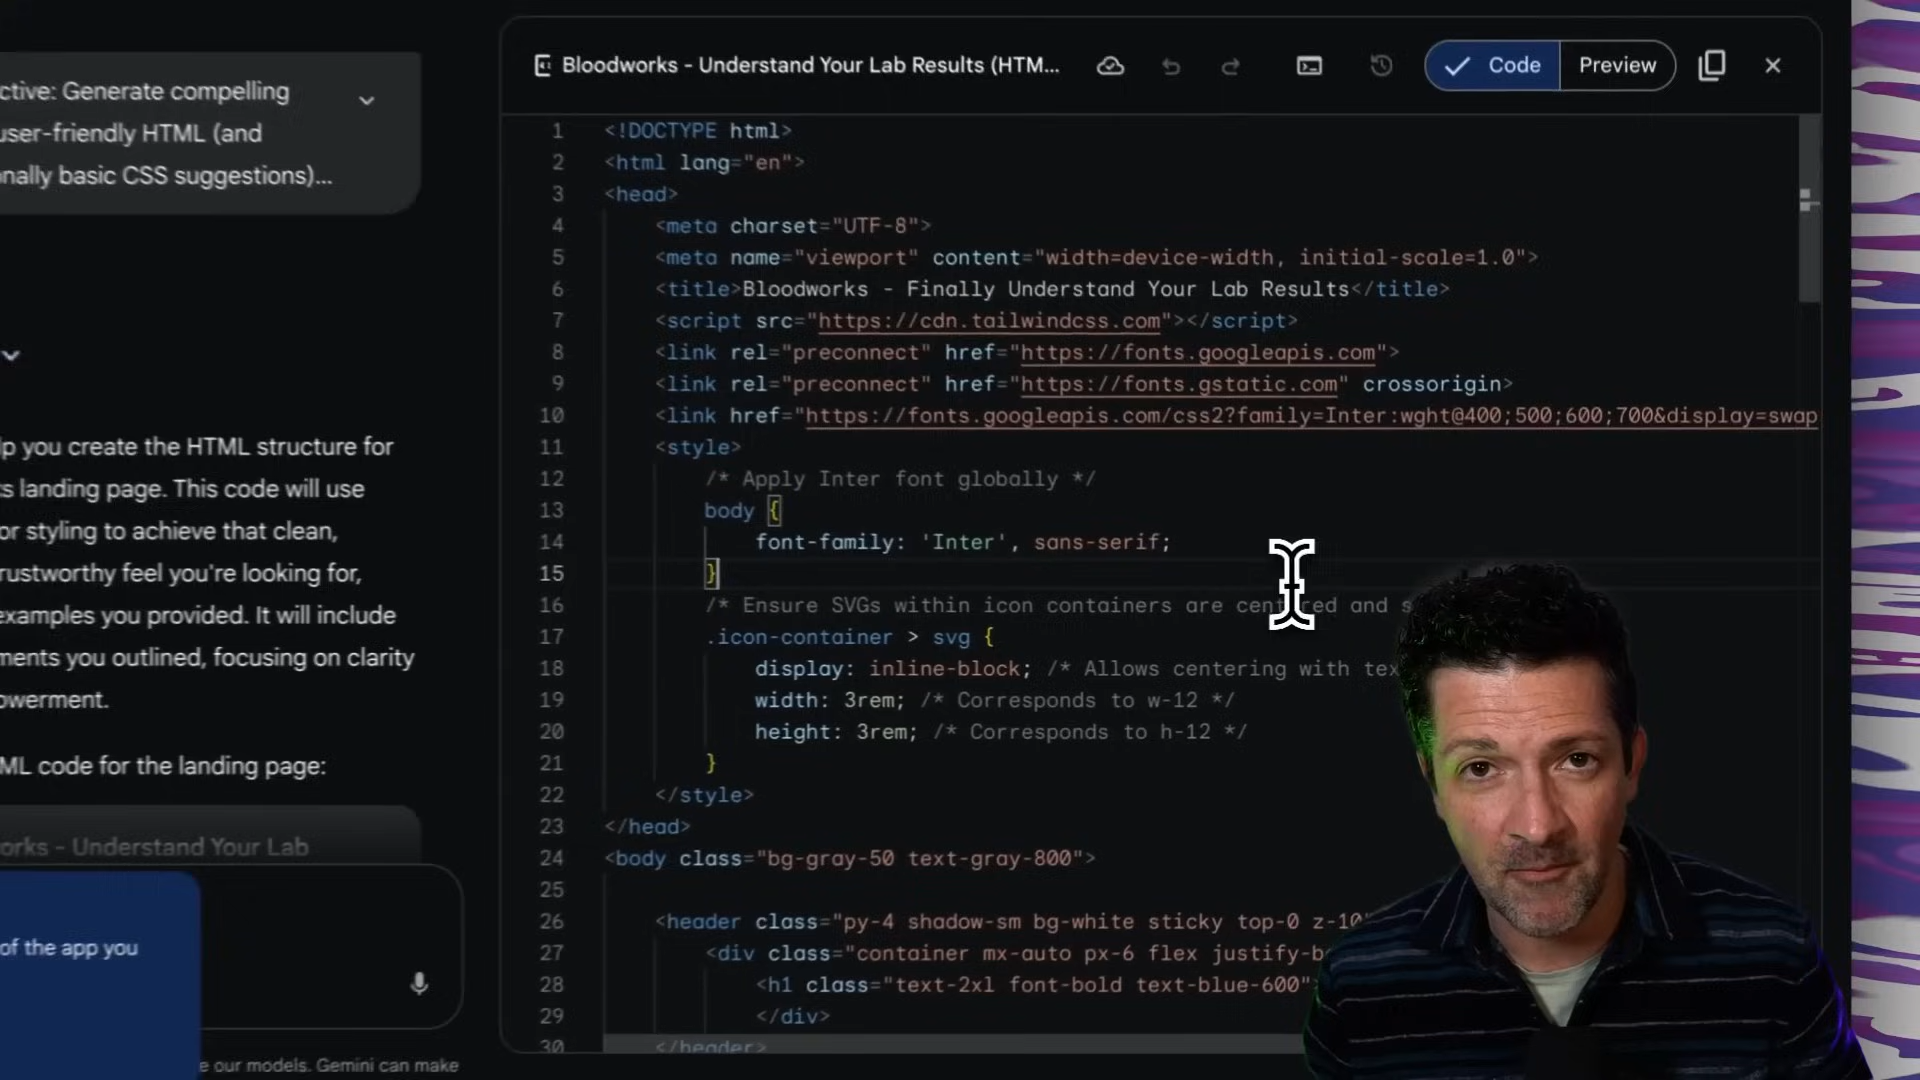 ctive: Generate compelling
user-friendly HTML (and
onally basic CSS suggestions)...
lp you create the HTML structure for
s landing page. This code will use
or styling to achieve that clean,
rustworthy feel you're looking for,
examples you provided. It will include
ments you outlined, focusing on clarity
owerment.
ML code for the landing page:
orks - Understand Your Lab
of the app you
e our models. Gemini can make
Bloodworks - Understand Your Lab Results (HTM...
Code
Preview
1 <!DOCTYPE html>
2 <html lang="en">
3 <head>
4 <meta charset="UTF-8">
5 <meta name="viewport" content="width=device-width, initial-scale=1.0">
6 <title>Bloodworks - Finally Understand Your Lab Results</title>
7 <script src="https://cdn.tailwindcss.com"></script>
8 <link rel="preconnect" href="https://fonts.googleapis.com">
9 <link rel="preconnect" href="https://fonts.gstatic.com" crossorigin>
10 <link href="https://fonts.googleapis.com/css2?family=Inter:wght@400;500;600;700&display=swap
11 <style>
12 /* Apply Inter font globally */
13 body {
14 font-family: 'Inter', sans-serif;
15 }
16 /* Ensure SVGs within icon containers are centered and s
17 .icon-container > svg {
18 display: inline-block; /* Allows centering with tex
19 width: 3rem; /* Corresponds to w-12 */
20 height: 3rem; /* Corresponds to h-12 */
21 }
22 </style>
23 </head>
24 <body class="bg-gray-50 text-gray-800">
25
26 <header class="py-4 shadow-sm bg-white sticky top-0 z-10"
27 <div class="container mx-auto px-6 flex justify-b
28 <h1 class="text-2xl font-bold text-blue-600"
29 </div>
30 </header>